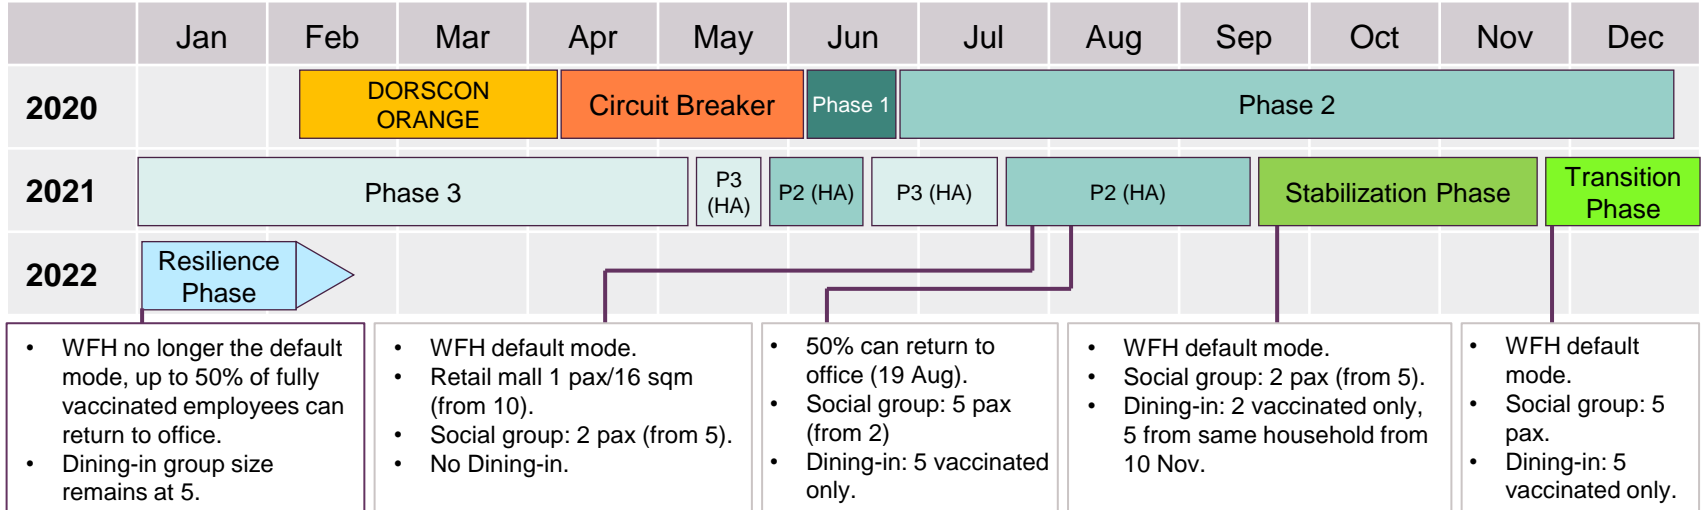 Jan Feb Mar Apr May Jun Jul Aug Sep Oct Nov Dec
2020
DORSCON
ORANGE
Circuit Breaker
Phase 1
Phase 2
2021
Phase 3
P3
(HA)
P2 (HA)
P3 (HA)
P2 (HA)
Stabilization Phase
Transition
Phase
2022
Resilience
Phase
• WFH no longer the default
mode, up to 50% of fully
vaccinated employees can
return to office.
• Dining-in group size
remains at 5.
• WFH default mode.
• Retail mall 1 pax/16 sqm
(from 10).
• Social group: 2 pax (from 5).
• No Dining-in.
• 50% can return to
office (19 Aug).
• Social group: 5 pax
(from 2)
• Dining-in: 5 vaccinated
only.
• WFH default mode.
• Social group: 2 pax (from 5).
• Dining-in: 2 vaccinated only,
5 from same household from
10 Nov.
• WFH default
mode.
• Social group: 5
pax.
• Dining-in: 5
vaccinated only.